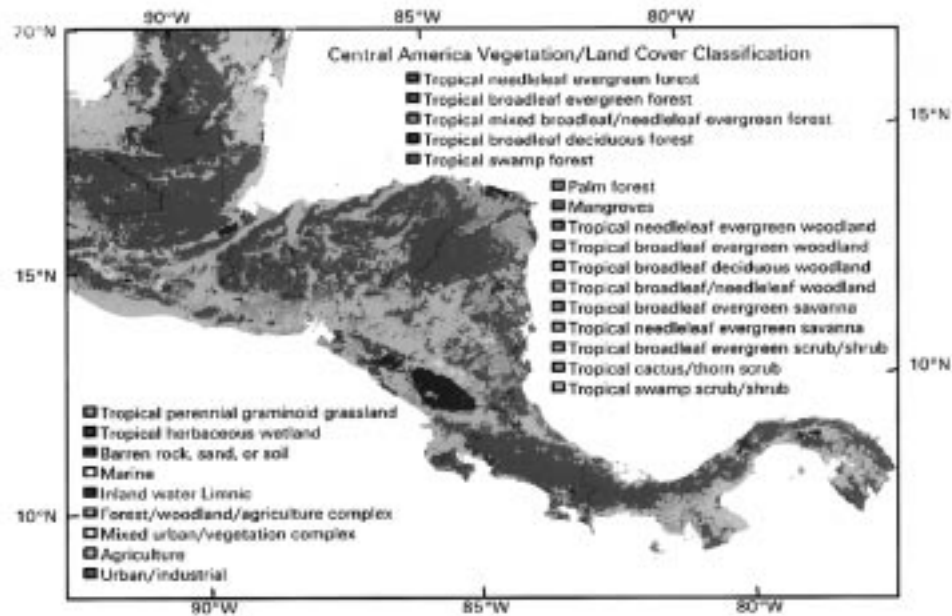 90°W 85°W 80°W
20°N
Central America Vegetation/Land Cover Classification
Tropical needleleaf evergreen forest
Tropical broadleaf evergreen forest
Tropical mixed broadleaf/needleleaf evergreen forest
Tropical broadleaf deciduous forest
Tropical swamp forest
15°N
Palm forest
Mangroves
Tropical needleleaf evergreen woodland
Tropical broadleaf evergreen woodland
Tropical broadleaf deciduous woodland
Tropical broadleaf/needleleaf woodland
Tropical broadleaf evergreen savanna
Tropical needleleaf evergreen savanna
Tropical broadleaf evergreen scrub/shrub
Tropical cactus/thorn scrub
Tropical swamp scrub/shrub
15°N
10°N
Tropical perennial graminoid grassland
Tropical herbaceous wetland
Barren rock, sand, or soil
Marine
Inland water Limnic
Forest/woodland/agriculture complex
Mixed urban/vegetation complex
Agriculture
Urban/industrial
10°N
90°W 85°W 80°W